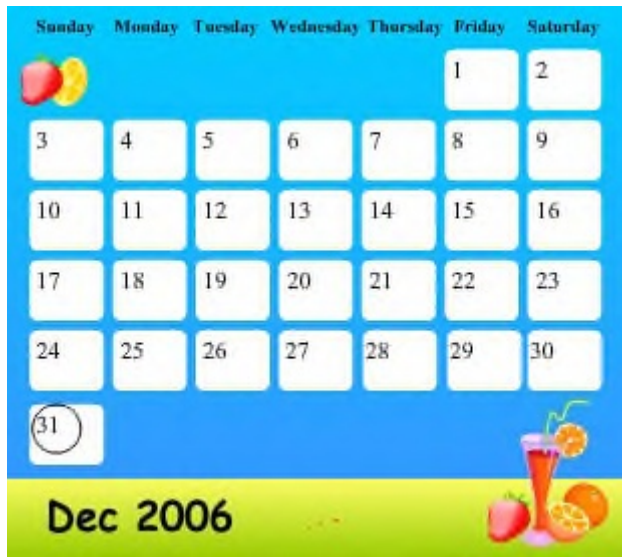 Sunday Monday Tuesday Wednesday Thursday Friday Saturday
1 2
3 4 5 6 7 8 9
10 11 12 13 14 15 16
17 18 19 20 21 22 23
24 25 26 27 28 29 30
31
Dec 2006